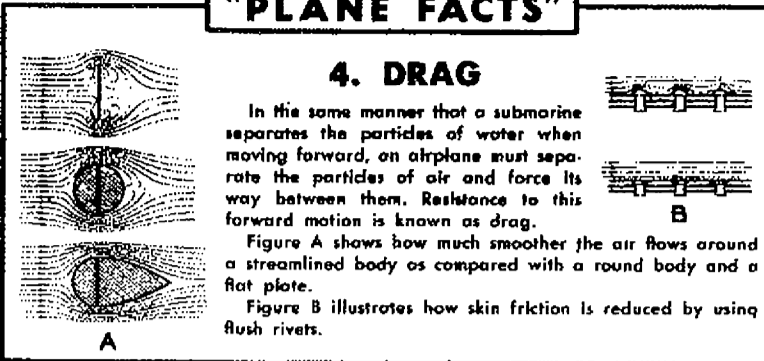 "PLANE FACTS"
4. DRAG
In the same manner that a submarine
separates the particles of water when
moving forward, an airplane must sepa-
rate the particles of air and force its
way between them. Resistance to this
forward motion is known as drag.
Figure A shows how much smoother the air flows around
a streamlined body as compared with a round body and a
flat plate.
Figure B illustrates how skin friction is reduced by using
flush rivets.
A
B